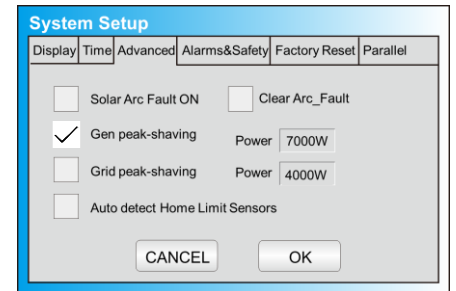 System Setup
Display Time Advanced Alarms&Safety Factory Reset Parallel
Solar Arc Fault ON Clear Arc_Fault
Gen peak-shaving Power 7000W
Grid peak-shaving Power 4000W
Auto detect Home Limit Sensors
CANCEL OK